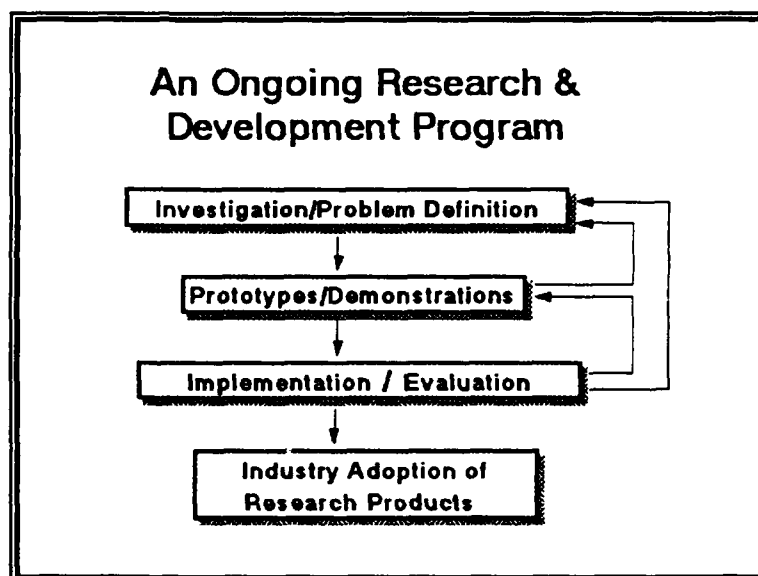 An Ongoing Research &
Development Program
Investigation/Problem Definition
Prototypes/Demonstrations
Implementation / Evaluation
Industry Adoption of
Research Products